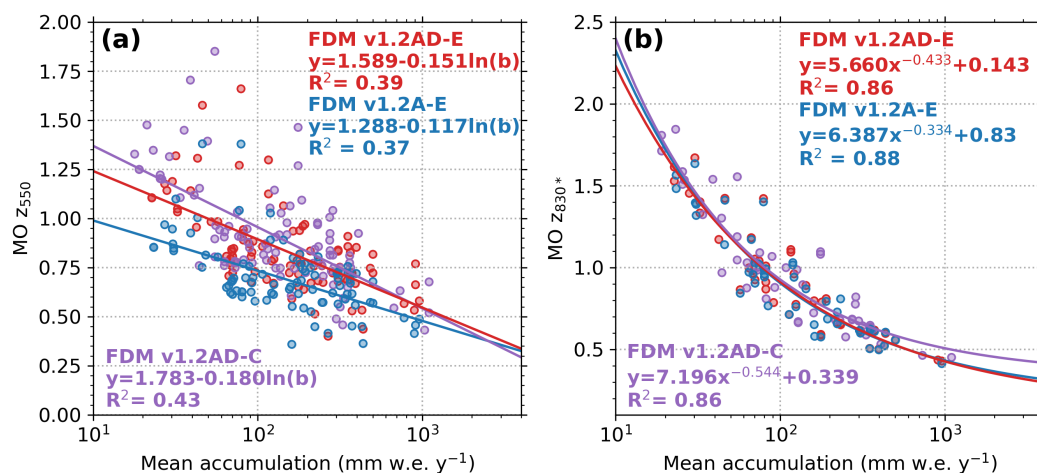 (a)
FDM v1.2AD-E
y=1.589-0.151ln(b)
R² = 0.39
FDM v1.2A-E
y=1.288-0.117ln(b)
R² = 0.37
FDM v1.2AD-C
y=1.783-0.180ln(b)
R² = 0.43
MO z₅₅₀
2.00
1.75
1.50
1.25
1.00
0.75
0.50
0.25
0.00
10¹ 10² 10³
Mean accumulation (mm w.e. y⁻¹)
(b)
FDM v1.2AD-E
y=5.660x⁻⁰·⁴³³+0.143
R² = 0.86
FDM v1.2A-E
y=6.387x⁻⁰·³³⁴+0.83
R² = 0.88
FDM v1.2AD-C
y=7.196x⁻⁰·⁵⁴⁴+0.339
R² = 0.86
MO z₈₃₀*
2.5
2.0
1.5
1.0
0.5
10¹ 10² 10³
Mean accumulation (mm w.e. y⁻¹)